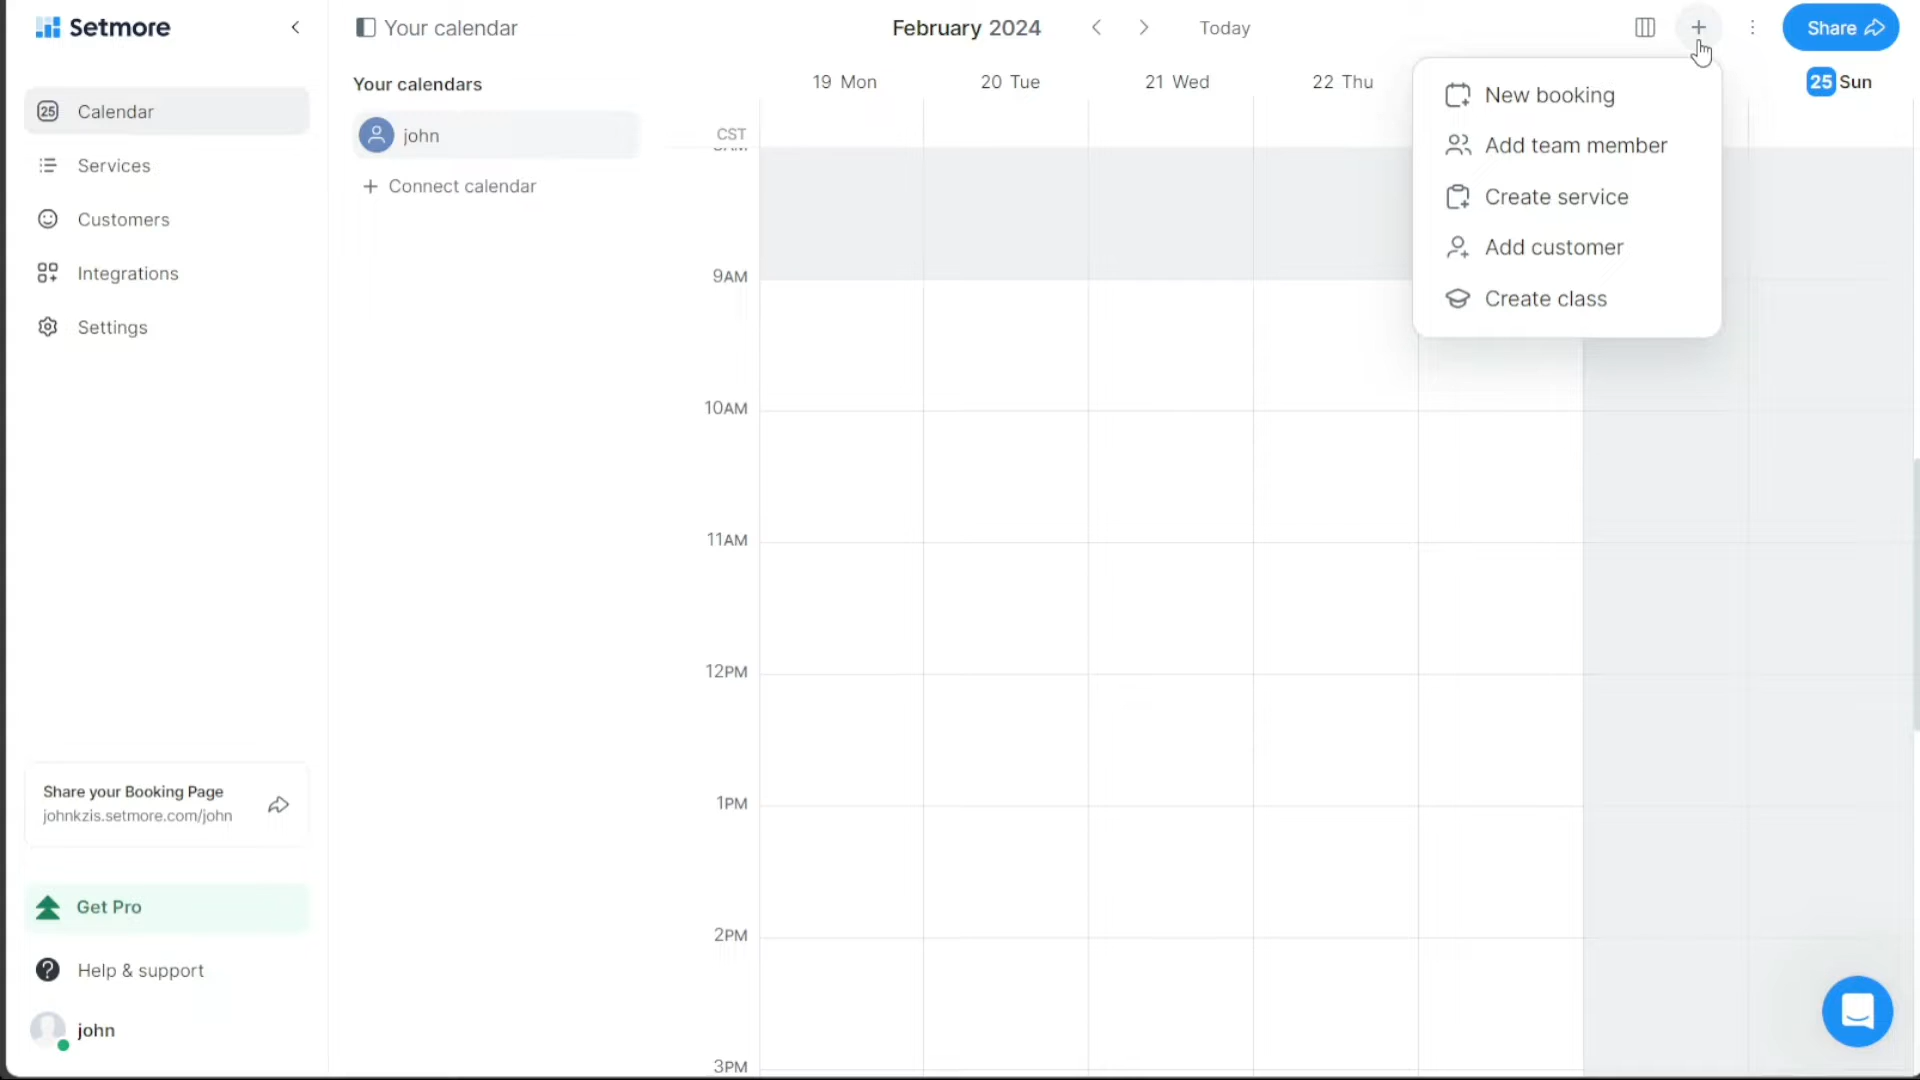 Setmore
Calendar
Services
Customers
Integrations
Settings
Share your Booking Page
johnkzis.setmore.com/john
Get Pro
Help & support
john
Your calendar
February 2024
Today
Share
Your calendars
john
Connect calendar
19 Mon
20 Tue
21 Wed
22 Thu
25 Sun
CST
9AM
10AM
11AM
12PM
1PM
2PM
3PM
New booking
Add team member
Create service
Add customer
Create class
25